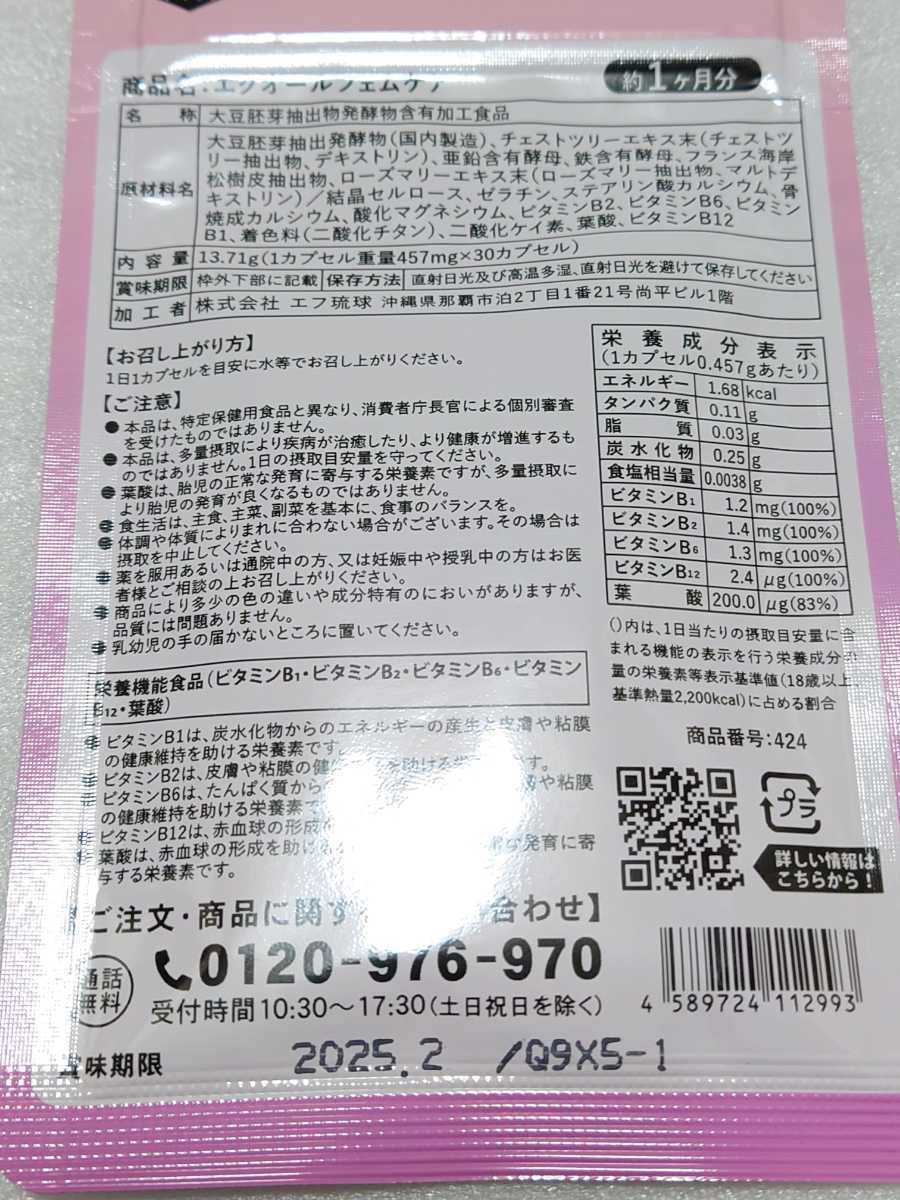 商品名:エクオールフェムケア
約1ヶ月分
名 称 大豆胚芽抽出物発酵物含有加工食品
原材料名 大豆胚芽抽出発酵物(国内製造)、チェストツリーエキス末(チェストツ
リー抽出物、デキストリン)、亜鉛含有酵母、鉄含有酵母、フランス海岸
松樹皮抽出物、ローズマリーエキス末(ローズマリー抽出物、マルトデ
キストリン)/結晶セルロース、ゼラチン、ステアリン酸カルシウム、骨
焼成カルシウム、酸化マグネシウム、ビタミンB2、ビタミンB6、ビタミン
B1、着色料(二酸化チタン)、二酸化ケイ素、葉酸、ビタミンB12
内 容 量 13.71g(1カプセル重量457mg×30カプセル)
賞味期限 枠外下部に記載 保存方法 直射日光及び高温多湿、直射日光を避けて保存してください
加 工 者 株式会社 エフ琉球 沖縄県那覇市泊2丁目1番21号尚平ビル1階
【お召し上がり方】
1日1カプセルを目安に水等でお召し上がりください。
【ご注意】
●本品は、特定保健用食品と異なり、消費者庁長官による個別審査
を受けたものではありません。
●本品は、多量摂取により疾病が治癒したり、より健康が増進するも
のではありません。1日の摂取目安量を守ってください。
●葉酸は、胎児の正常な発育に寄与する栄養素ですが、多量摂取に
より胎児の発育が良くなるものではありません。
●食生活は、主食、主菜、副菜を基本に、食事のバランスを。
●体調や体質によりまれに合わない場合がございます。その場合は
摂取を中止してください。
●薬を服用あるいは通院中の方、又は妊娠中や授乳中の方はお医
者様とご相談の上お召し上がりください。
●商品により多少の色の違いや成分特有のにおいがありますが、
品質には問題ありません。
●乳幼児の手の届かないところに置いてください。
栄養機能食品(ビタミンB1・ビタミンB2・ビタミンB6・ビタミン
B12・葉酸)
●ビタミンB1は、炭水化物からのエネルギーの産生と皮膚や粘膜
の健康維持を助ける栄養素です。
●ビタミンB2は、皮膚や粘膜の健 を助ける です。
●ビタミンB6は、たんぱく質から や粘膜
の健康維持を助ける栄養素で
●ビタミンB12は、赤血球の形成
●葉酸は、赤血球の形成を助け な発育に寄
与する栄養素です。
栄養成分表示
(1カプセル0.457gあたり)
エネルギー 1.68 kcal
タンパク質 0.11 g
脂 質 0.03 g
炭水化物 0.25 g
食塩相当量 0.0038 g
ビタミンB1 1.2 mg(100%)
ビタミンB2 1.4 mg(100%)
ビタミンB6 1.3 mg(100%)
ビタミンB12 2.4 μg(100%)
葉 酸 200.0 μg(83%)
()内は、1日当たりの摂取目安量に含
まれる機能の表示を行う栄養成分
量の栄養素等表示基準値(18歳以上、
基準熱量2,200kcal)に占める割合
商品番号:424
プラ
詳しい情報は
こちらから!
ご注文・商品に関す 合わせ】
通話
無料
0120-976-970
受付時間10:30〜17:30(土日祝日を除く)
4 589724 112993
賞味期限 2025.2 /Q9X5-1